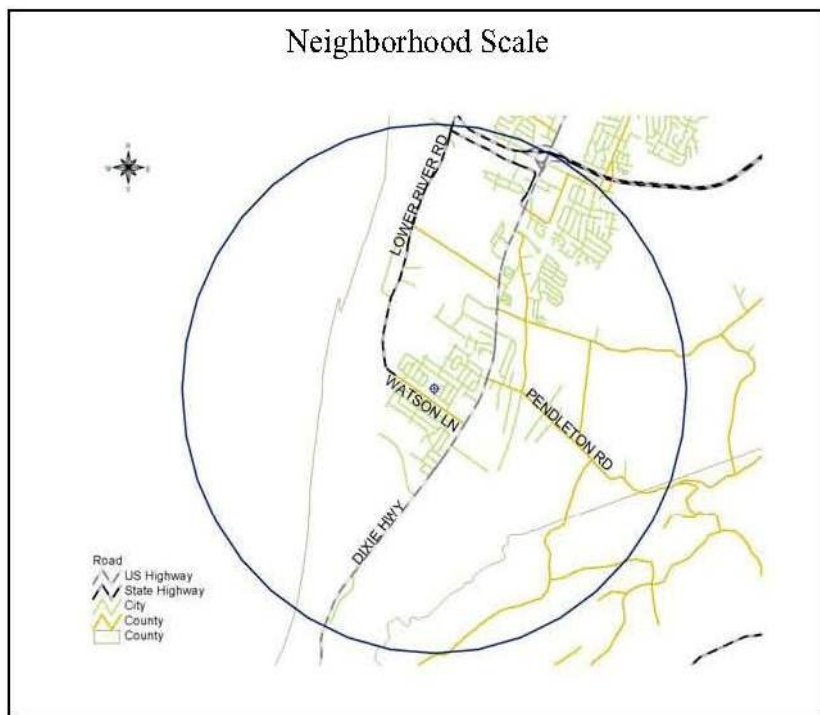 Neighborhood Scale
LOWER RIVER RD
WATSON LN
PENDLETON RD
DIXIE HWY
Road
US Highway
State Highway
City
County
County